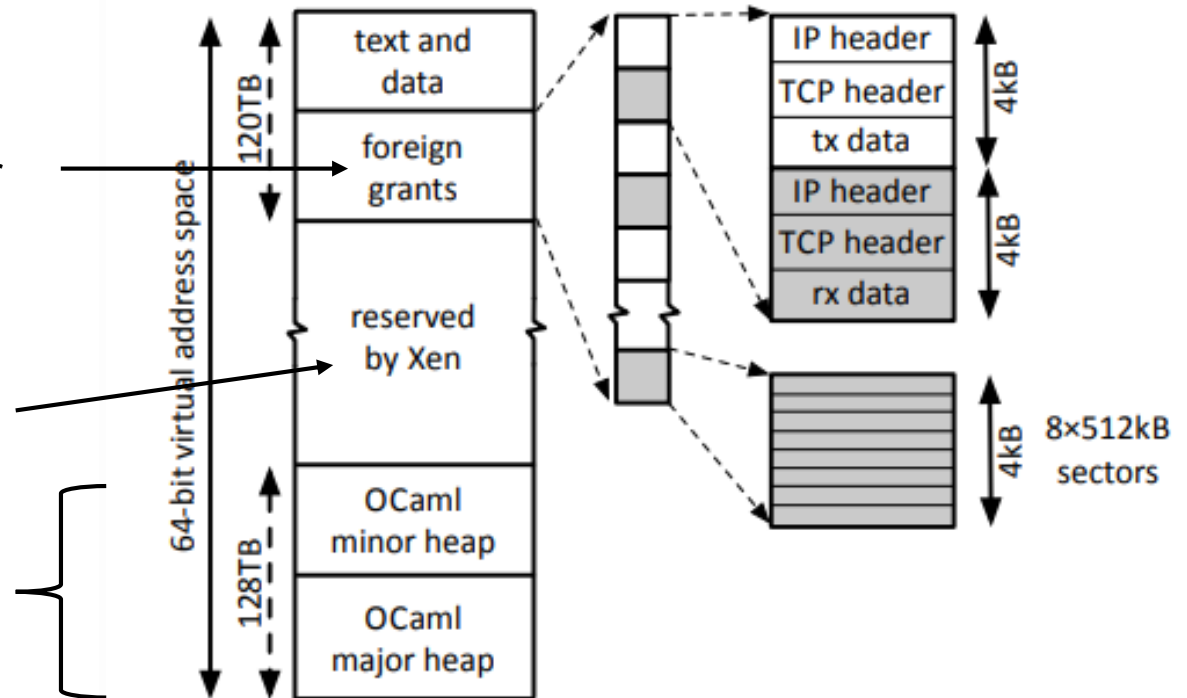 64-bit virtual address space
120TB
128TB
text and
data
foreign
grants
reserved
by Xen
OCaml
minor heap
OCaml
major heap
IP header
TCP header
tx data
4kB
IP header
TCP header
rx data
4kB
4kB
8×512kB
sectors